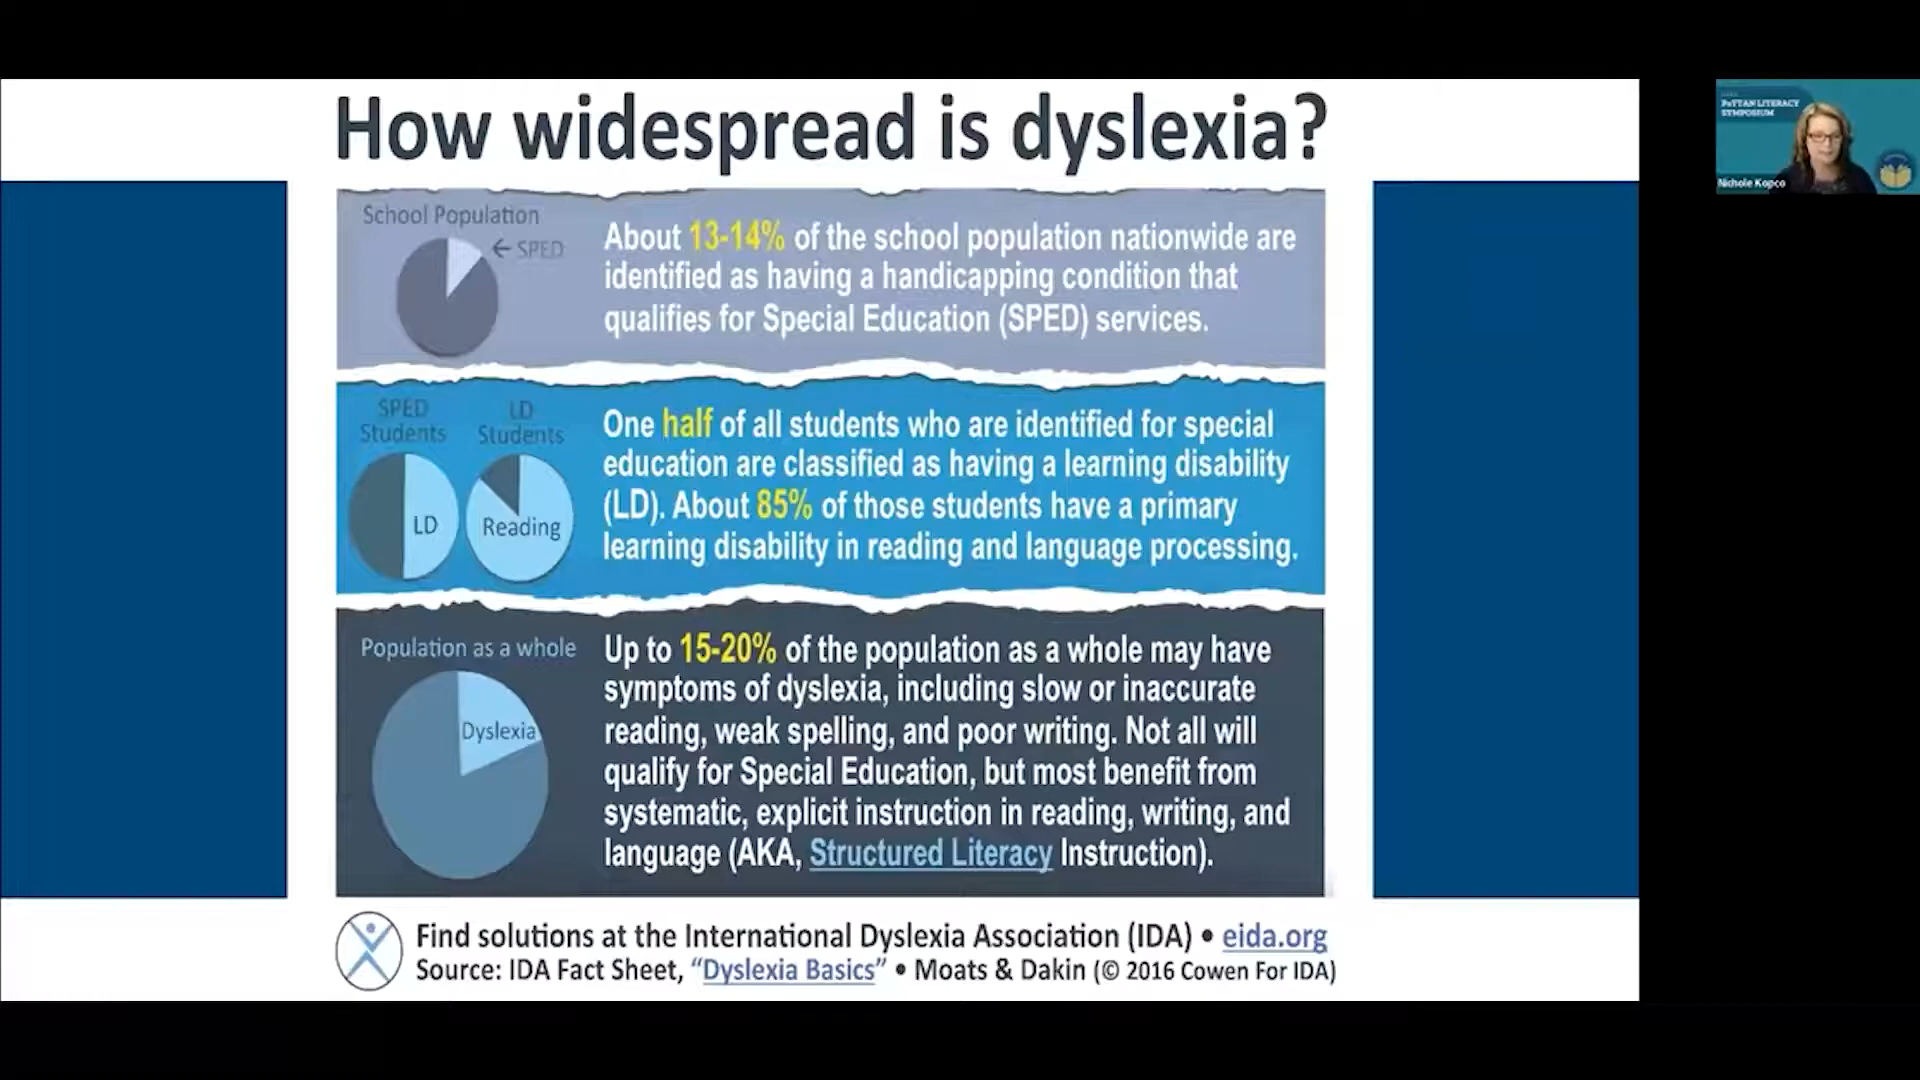 How widespread is dyslexia?
School Population
← SPED
About 13-14% of the school population nationwide are
identified as having a handicapping condition that
qualifies for Special Education (SPED) services.
SPED
Students
LD
Students
LD
Reading
One half of all students who are identified for special
education are classified as having a learning disability
(LD). About 85% of those students have a primary
learning disability in reading and language processing.
Population as a whole
Dyslexia
Up to 15-20% of the population as a whole may have
symptoms of dyslexia, including slow or inaccurate
reading, weak spelling, and poor writing. Not all will
qualify for Special Education, but most benefit from
systematic, explicit instruction in reading, writing, and
language (AKA, Structured Literacy Instruction).
Find solutions at the International Dyslexia Association (IDA) • eida.org
Source: IDA Fact Sheet, “Dyslexia Basics” • Moats & Dakin (© 2016 Cowen For IDA)
PaTTAN LITERACY
SYMPOSIUM
Nichole Kopco